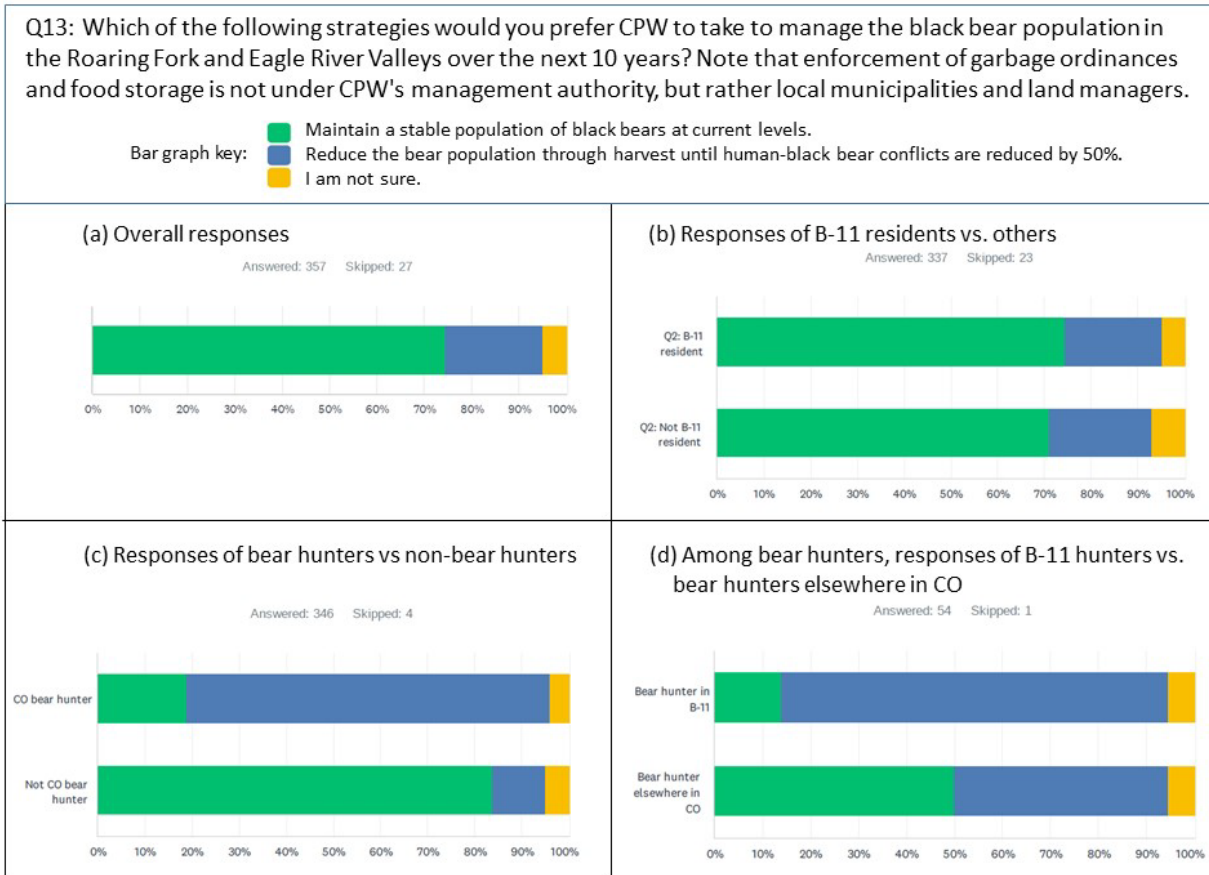 Q13: Which of the following strategies would you prefer CPW to take to manage the black bear population in
the Roaring Fork and Eagle River Valleys over the next 10 years? Note that enforcement of garbage ordinances
and food storage is not under CPW's management authority, but rather local municipalities and land managers.
Bar graph key:
Maintain a stable population of black bears at current levels.
Reduce the bear population through harvest until human-black bear conflicts are reduced by 50%.
I am not sure.
(a) Overall responses
Answered: 357 Skipped: 27
0% 10% 20% 30% 40% 50% 60% 70% 80% 90% 100%
(b) Responses of B-11 residents vs. others
Answered: 337 Skipped: 23
Q2: B-11
resident
Q2: Not B-11
resident
0% 10% 20% 30% 40% 50% 60% 70% 80% 90% 100%
(c) Responses of bear hunters vs non-bear hunters
Answered: 346 Skipped: 4
CO bear hunter
Not CO bear
hunter
0% 10% 20% 30% 40% 50% 60% 70% 80% 90% 100%
(d) Among bear hunters, responses of B-11 hunters vs.
bear hunters elsewhere in CO
Answered: 54 Skipped: 1
Bear hunter in
B-11
Bear hunter
elsewhere in
CO
0% 10% 20% 30% 40% 50% 60% 70% 80% 90% 100%